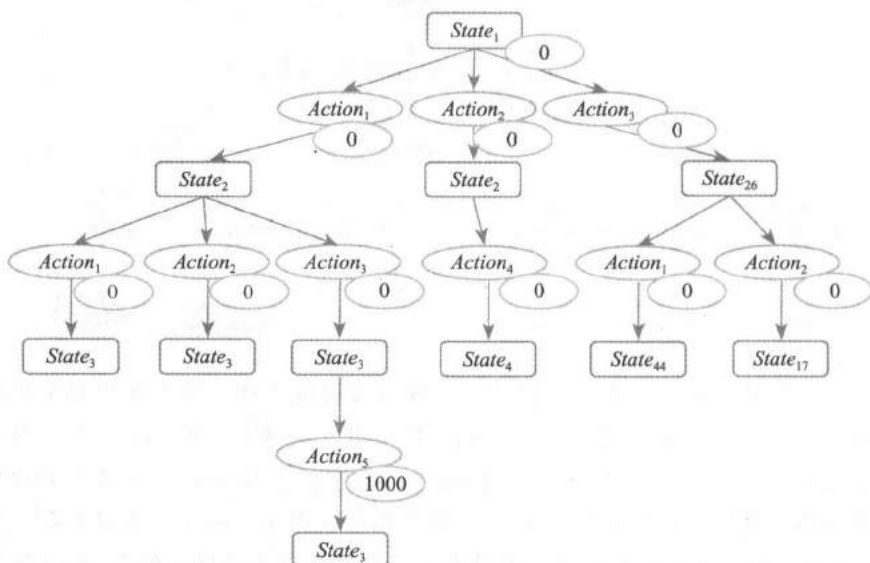 State₁
0
Action₁ Action₂ Action₃
0 0 0
State₂ State₂ State₂₆
Action₁ Action₂ Action₃ Action₄ Action₁ Action₂
0 0 0 0 0 0
State₃ State₃ State₃ State₄ State₄₄ State₁₇
Action₅
1000
State₃